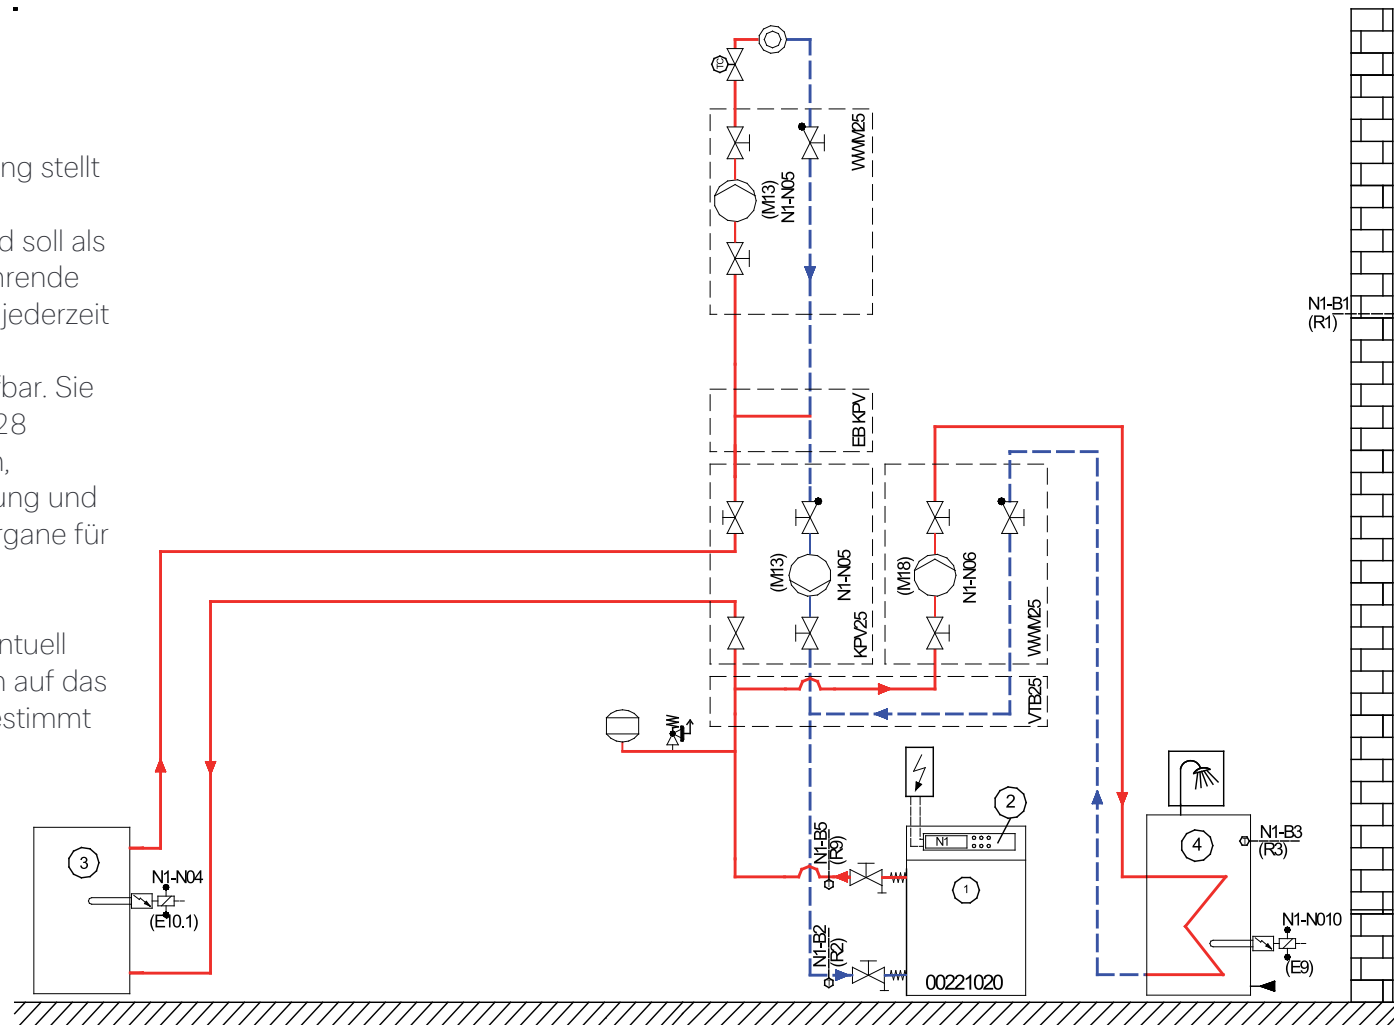 ng stellt
d soll als
hrende
jederzeit
fbar. Sie
28
n,
ung und
rgane für
ntuell
n auf das
estimmt
TC
WWM25
(M13)
N1-N05
N1-B1
(R1)
EB KPV
(M13)
N1-N05
KPV25
(M18)
N1-N06
WWM25
VTB25
3
N1-N04
(E10.1)
N1-B5
(R9)
N1-B2
(R2)
N1
2
1
00221020
4
N1-B3
(R3)
N1-N010
(E9)